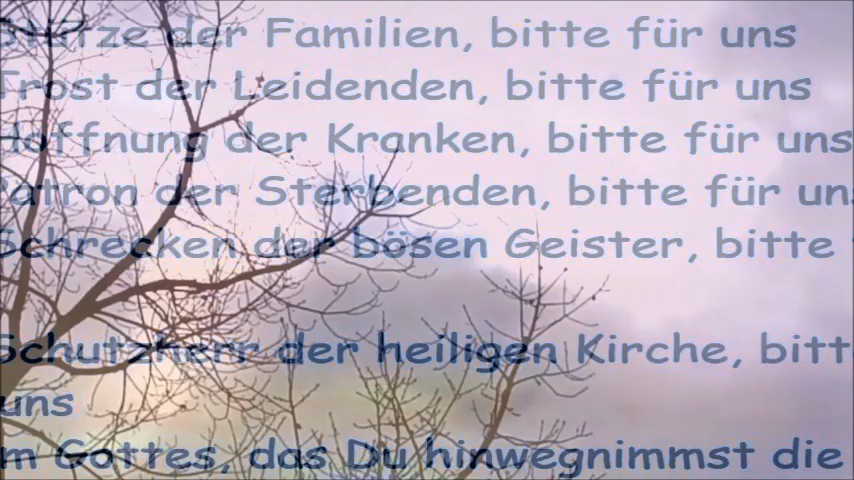 Stütze der Familien, bitte für uns
Trost der Leidenden, bitte für uns
Hoffnung der Kranken, bitte für uns
Patron der Sterbenden, bitte für uns
Schrecken der bösen Geister, bitte
Schutzherr der heiligen Kirche, bitt
uns
m Gottes, das Du hinwegnimmst die